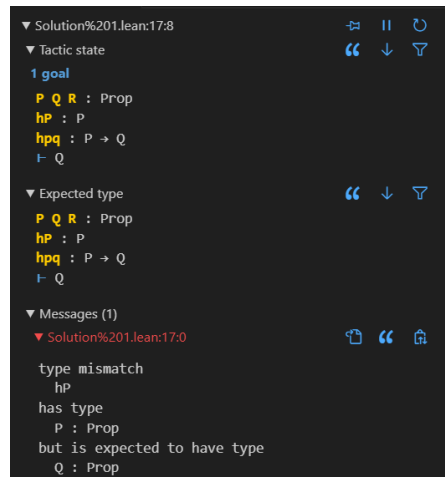 ▼ Solution%201.lean:17:8
▼ Tactic state
1 goal
P Q R : Prop
hP : P
hpq : P → Q
⊢ Q
▼ Expected type
P Q R : Prop
hP : P
hpq : P → Q
⊢ Q
▼ Messages (1)
▼ Solution%201.lean:17:0
type mismatch
  hP
has type
  P : Prop
but is expected to have type
  Q : Prop